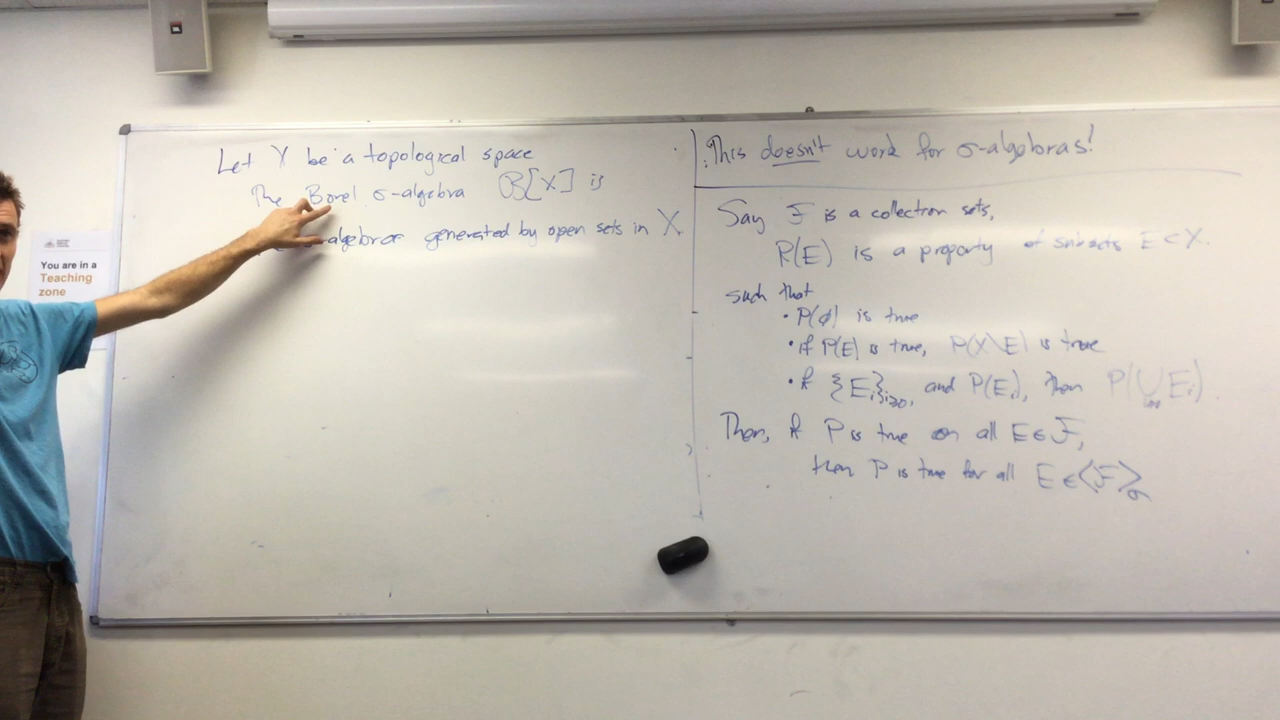 Let X be a topological space
The Borel σ-algebra B[X] is
algebra generated by open sets in X
This doesn't work for σ-algebras!
Say F is a collection sets,
P(E) is a property of subsets E ⊂ X.
such that
• P(∅) is true
• if P(E) is true, P(X\E) is true
• if {E_i}_{i≥0}, and P(E_i), then P(∪E_i)
Then, if P is true on all E ∈ F,
then P is true for all E ∈ ⟨F⟩_σ
You are in a
Teaching
zone